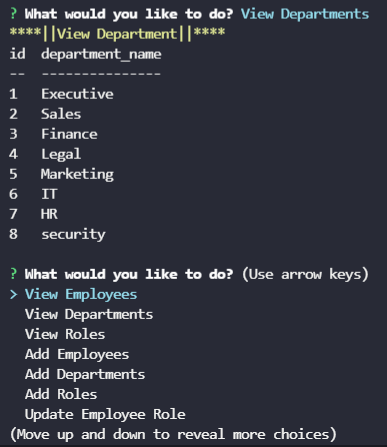 ? What would you like to do? View Departments
****||View Department||****
id  department_name
--  ---------------
1   Executive
2   Sales
3   Finance
4   Legal
5   Marketing
6   IT
7   HR
8   security
? What would you like to do? (Use arrow keys)
> View Employees
  View Departments
  View Roles
  Add Employees
  Add Departments
  Add Roles
  Update Employee Role
(Move up and down to reveal more choices)